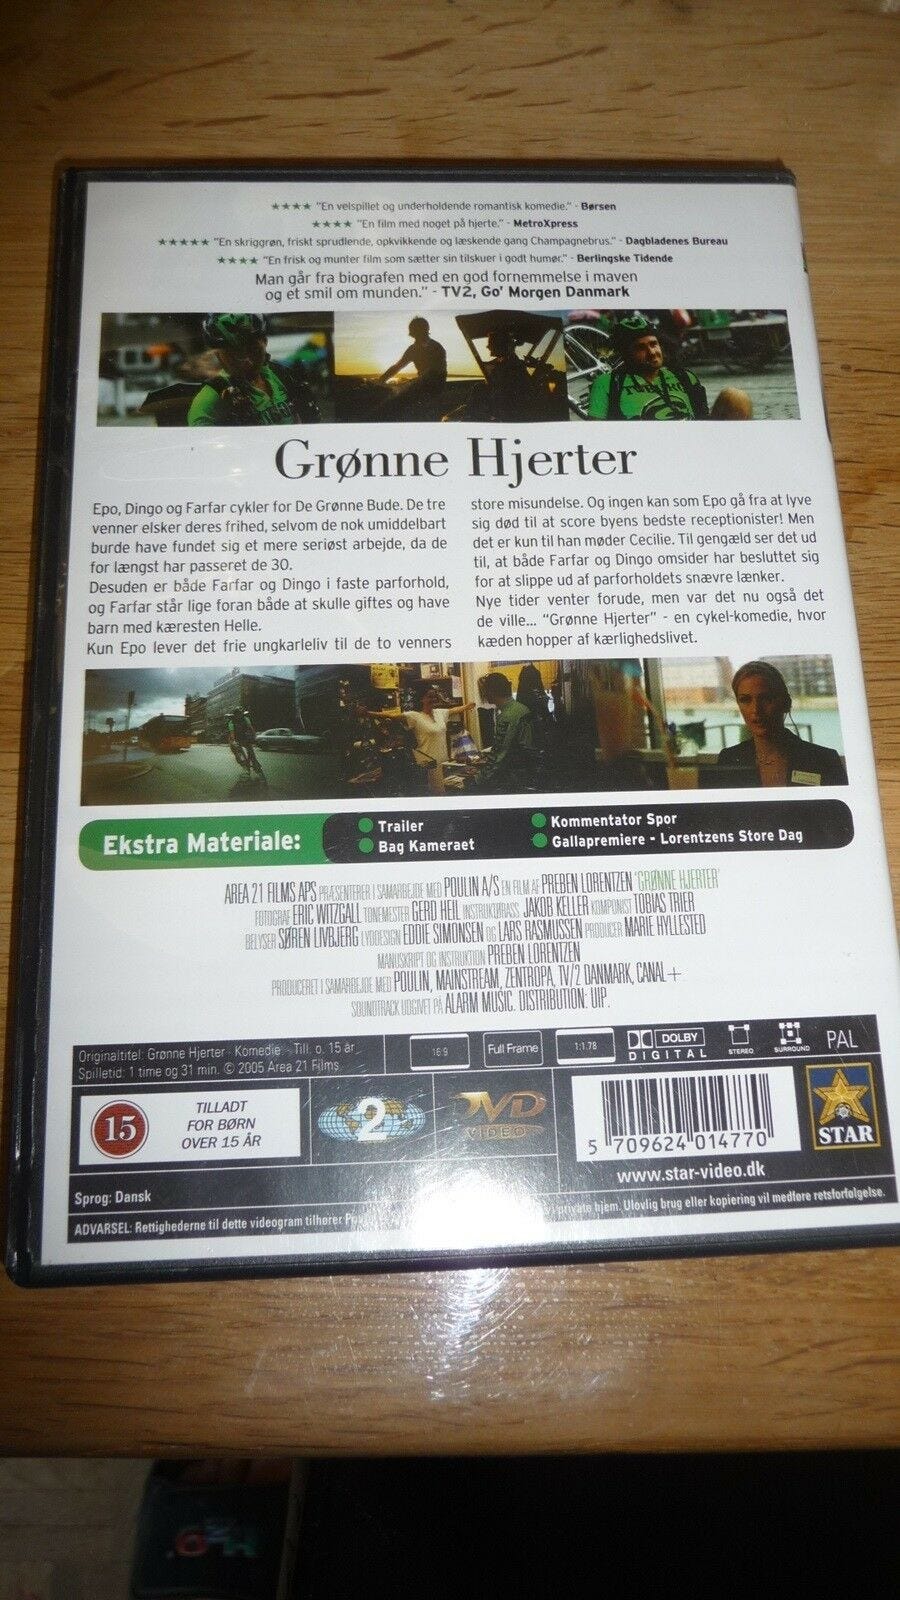 ★★★★ "En velspillet og underholdende romantisk komedie." - Børsen
★★★★ "En film med noget på hjerte." - MetroXpress
★★★★★ "En skriggrøn, friskt sprudlende, opkvikkende og læskende gang Champagnebrus." - Dagbladenes Bureau
★★★★ "En frisk og munter film som sætter sin tilskuer i godt humør." - Berlingske Tidende
Man går fra biografen med en god fornemmelse i maven
og et smil om munden." - TV2, Go' Morgen Danmark
Grønne Hjerter
Epo, Dingo og Farfar cykler for De Grønne Bude. De tre
venner elsker deres frihed, selvom de nok umiddelbart
burde have fundet sig et mere seriøst arbejde, da de
for længst har passeret de 30.
Desuden er både Farfar og Dingo i faste parforhold,
og Farfar står lige foran både at skulle giftes og have
barn med kæresten Helle.
Kun Epo lever det frie ungkarleliv til de to venners
store misundelse. Og ingen kan som Epo gå fra at lyve
sig død til at score byens bedste receptionister! Men
det er kun til han møder Cecilie. Til gengæld ser det ud
til, at både Farfar og Dingo omsider har besluttet sig
for at slippe ud af parforholdets snævre lænker.
Nye tider venter forude, men var det nu også det
de ville... "Grønne Hjerter" - en cykel-komedie, hvor
kæden hopper af kærlighedslivet.
Ekstra Materiale:
Trailer
Bag Kameraet
Kommentator Spor
Gallapremiere - Lorentzens Store Dag
AREA 21 FILMS APS PRÆSENTERER I SAMARBEJDE MED POULIN A/S EN FILM AF PREBEN LORENTZEN 'GRØNNE HJERTER'
FOTOGRAF ERIC WITZGALL TONEMESTER GERD HEIL INSTRUKTØRASS. JAKOB KELLER KOMPONIST TOBIAS TRIER
BELYSER SØREN LIVBJERG LYDDESIGN EDDIE SIMONSEN OG LARS RASMUSSEN PRODUCER MARIE HYLLESTED
MANUSKRIPT OG INSTRUKTION PREBEN LORENTZEN
PRODUCERET I SAMARBEJDE MED POULIN, MAINSTREAM, ZENTROPA, TV/2 DANMARK, CANAL+
SOUNDTRACK UDGIVET PÅ ALARM MUSIC. DISTRIBUTION: UIP.
Originaltitel: Grønne Hjerter - Komedie - Till. o. 15 år
Spilletid: 1 time og 31 min. © 2005 Area 21 Films
16:9
Full Frame
1:1.78
DOLBY
DIGITAL
STEREO
SURROUND
PAL
15
TILLADT
FOR BØRN
OVER 15 ÅR
2
DVD
VIDEO
5 709624 014770
STAR
www.star-video.dk
Sprog: Dansk
ADVARSEL: Rettighederne til dette videogram tilhører
i private hjem. Ulovlig brug eller kopiering vil medføre retsforfølgelse.
H2O